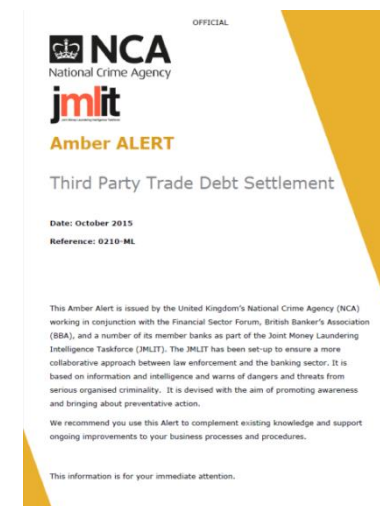 OFFICIAL
NCA
National Crime Agency
jmlit
Amber ALERT
Third Party Trade Debt Settlement
Date: October 2015
Reference: 0210-ML
This Amber Alert is issued by the United Kingdom's National Crime Agency (NCA)
working in conjunction with the Financial Sector Forum, British Banker's Association
(BBA), and a number of its member banks as part of the Joint Money Laundering
Intelligence Taskforce (JMLIT). The JMLIT has been set-up to ensure a more
collaborative approach between law enforcement and the banking sector. It is
based on information and intelligence and warns of dangers and threats from
serious organised criminality. It is devised with the aim of promoting awareness
and bringing about preventative action.
We recommend you use this Alert to complement existing knowledge and support
ongoing improvements to your business processes and procedures.
This information is for your immediate attention.